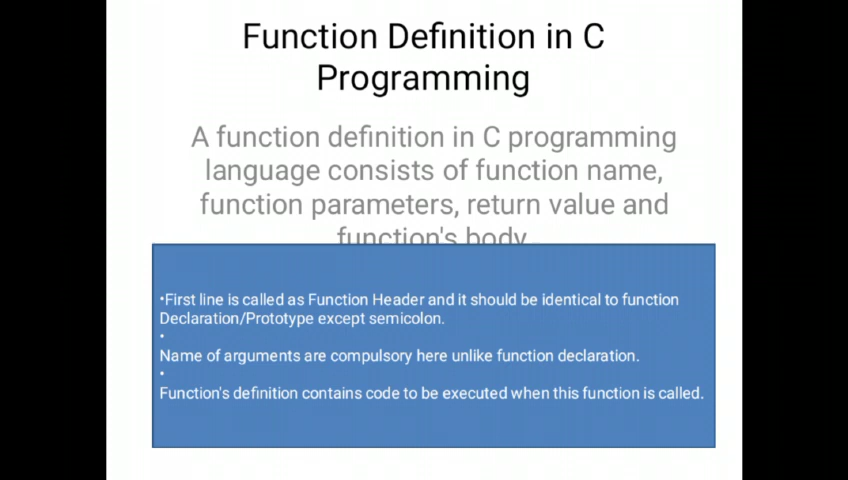 Function Definition in C
Programming
A function definition in C programming
language consists of function name,
function parameters, return value and
function's body.
•First line is called as Function Header and it should be identical to function
Declaration/Prototype except semicolon.
•
Name of arguments are compulsory here unlike function declaration.
•
Function's definition contains code to be executed when this function is called.